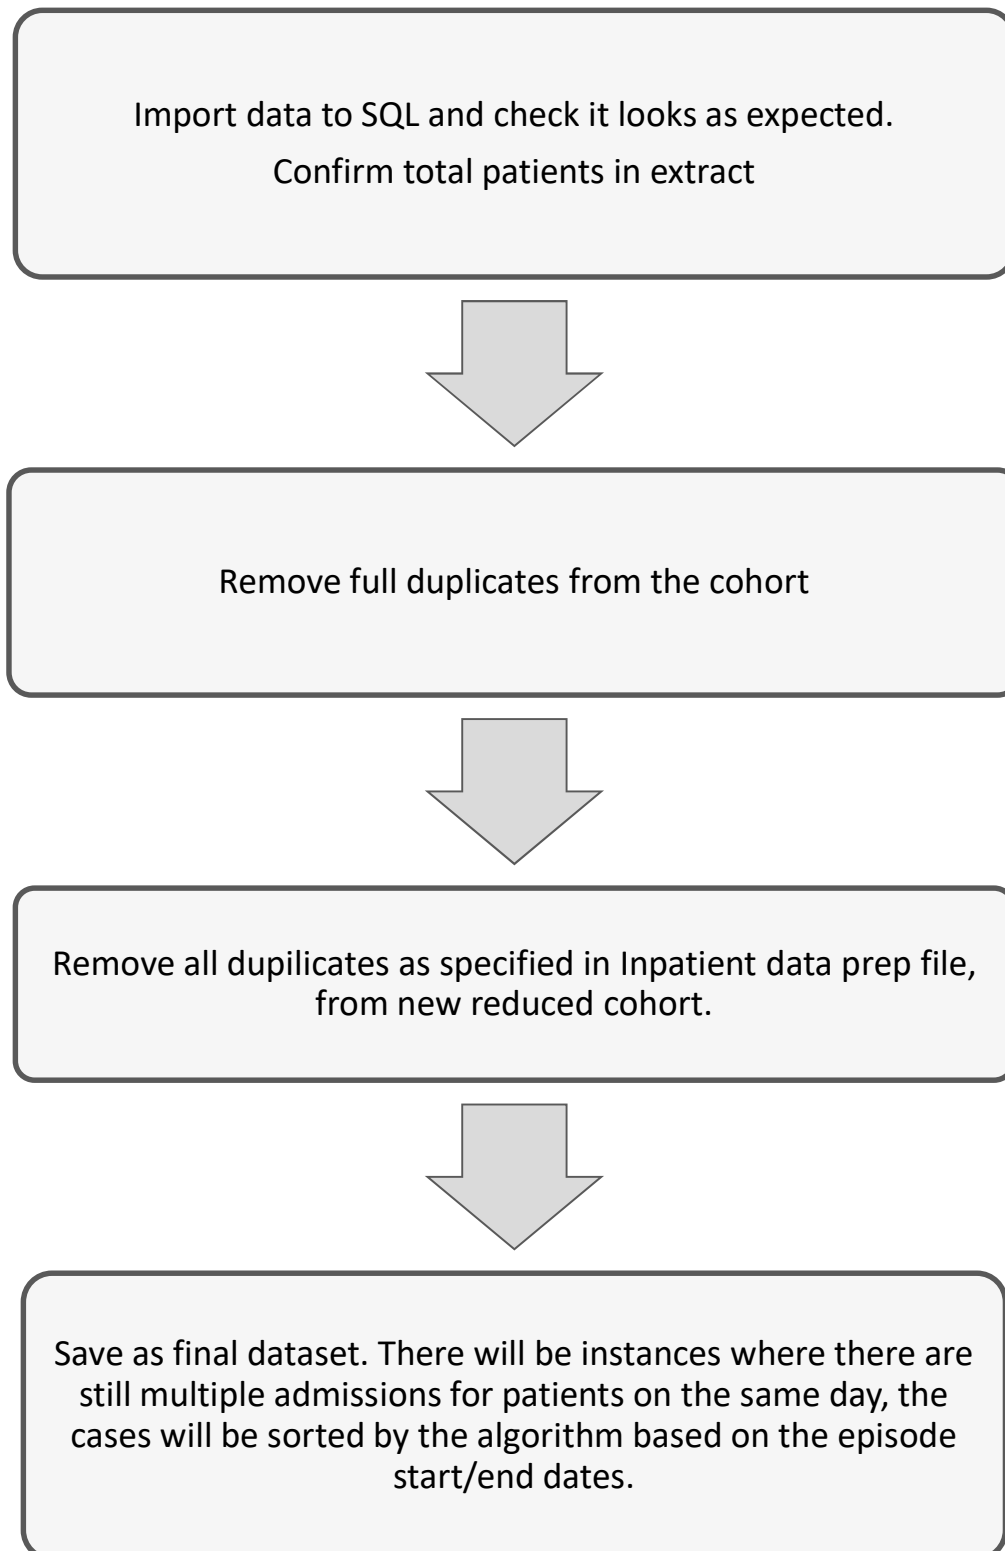 Import data to SQL and check it looks as expected.
Confirm total patients in extract
Remove full duplicates from the cohort
Remove all dupilicates as specified in Inpatient data prep file,
from new reduced cohort.
Save as final dataset. There will be instances where there are
still multiple admissions for patients on the same day, the
cases will be sorted by the algorithm based on the episode
start/end dates.